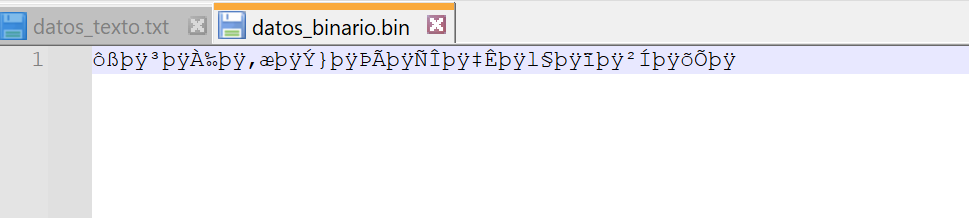 datos_texto.txt datos_binario.bin
1 ôßþÿ³þÿÀ‰þÿ‚æþÿÝ}þÿÞÃþÿÑÎþÿ‡Êþÿl§þÿīþÿ²ÍþÿõÕþÿ